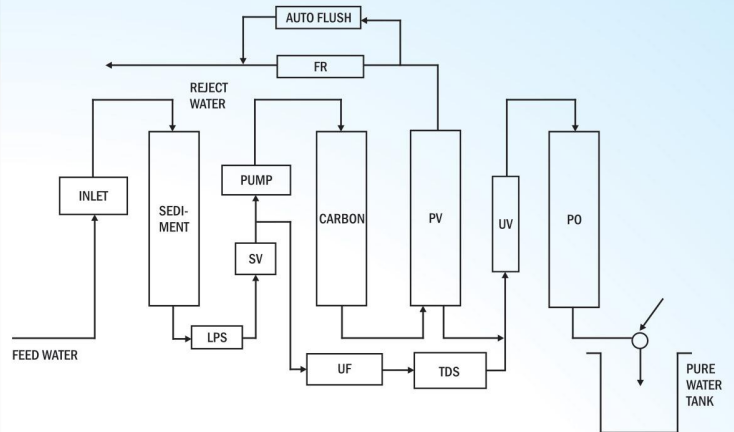 AUTO FLUSH
FR
REJECT
WATER
INLET
SEDI-
MENT
PUMP
CARBON
PV
UV
PO
SV
LPS
FEED WATER
UF
TDS
PURE
WATER
TANK